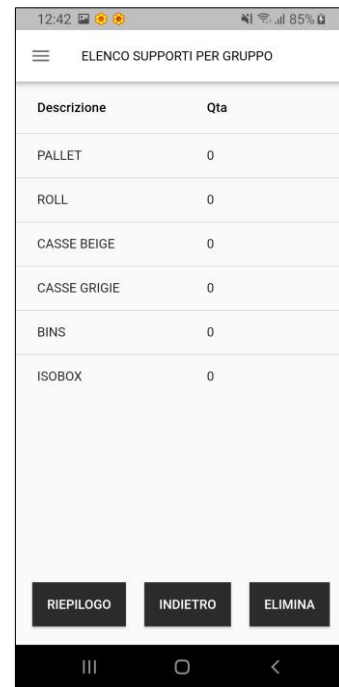 12:42 85%
ELENCO SUPPORTI PER GRUPPO
Descrizione Qta
PALLET 0
ROLL 0
CASSE BEIGE 0
CASSE GRIGIE 0
BINS 0
ISOBOX 0
RIEPILOGO INDIETRO ELIMINA